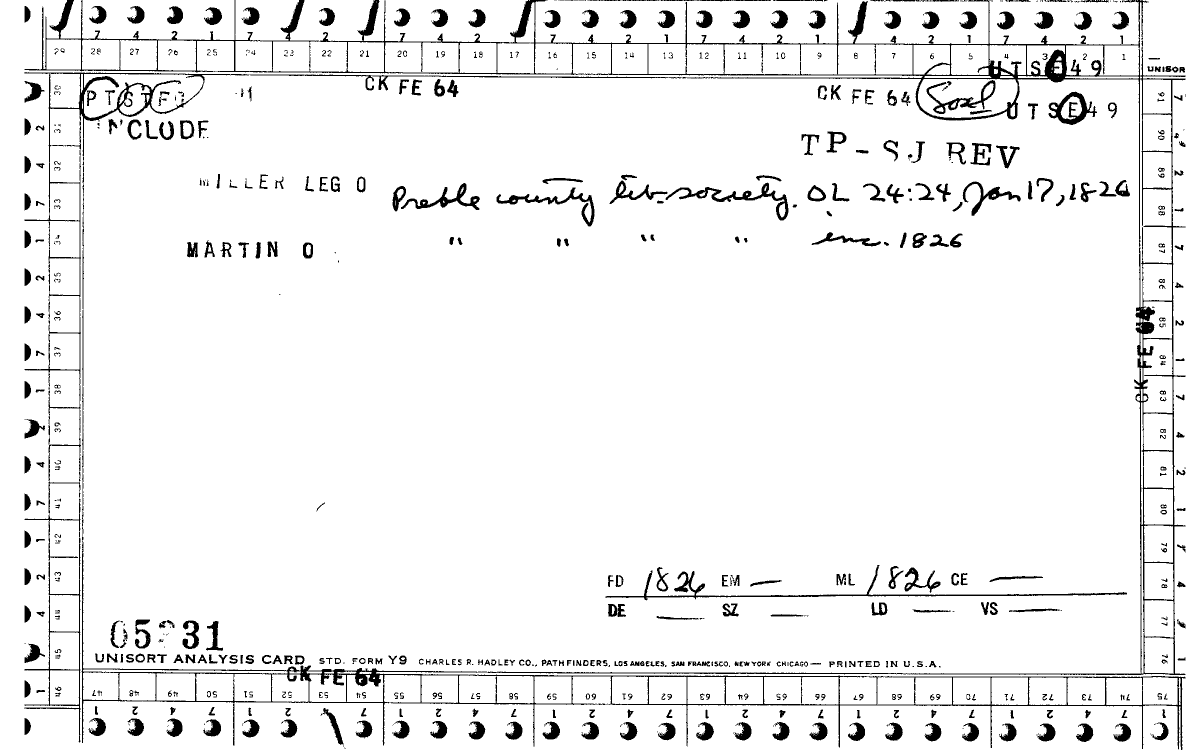 7 4 2 1 7 4 2 1 7 4 2 1 7 4 2 1 7 4 2 1 7 4 2 1 7 4 2 1
29 28 27 26 25 24 23 22 21 20 19 18 17 16 15 14 13 12 11 10 9 8 7 6 5 4 3 2 1
UTSE49
UNISOR
CK FE 64
PTSTFO
CK FE 64 Soxl UTSE49
INCLUDE
TP-SJ REV
MILLER LEG O Preble county lit. society. OL 24:24, Jan 17, 1826
MARTIN O " " " " inc. 1826
30 31 32 33 34 35 36 37 38 39 40 41 42 43 44 45 46
91 90 89 88 87 86 85 84 83 82 81 80 79 78 77 76 75
CK FE 64
FD 1826 EM — ML 1826 CE —
DE — SZ — LD — VS —
UNISORT ANALYSIS CARD STD. FORM Y9 CHARLES R. HADLEY CO., PATHFINDERS, LOS ANGELES, SAN FRANCISCO, NEW YORK CHICAGO — PRINTED IN U.S.A.
CK FE 64
47 48 49 50 51 52 53 54 55 56 57 58 59 60 61 62 63 64 65 66 67 68 69 70 71 72 73 74 75
1 2 4 7 1 2 4 7 1 2 4 7 1 2 4 7 1 2 4 7 1 2 4 7 1 2 4 7 1